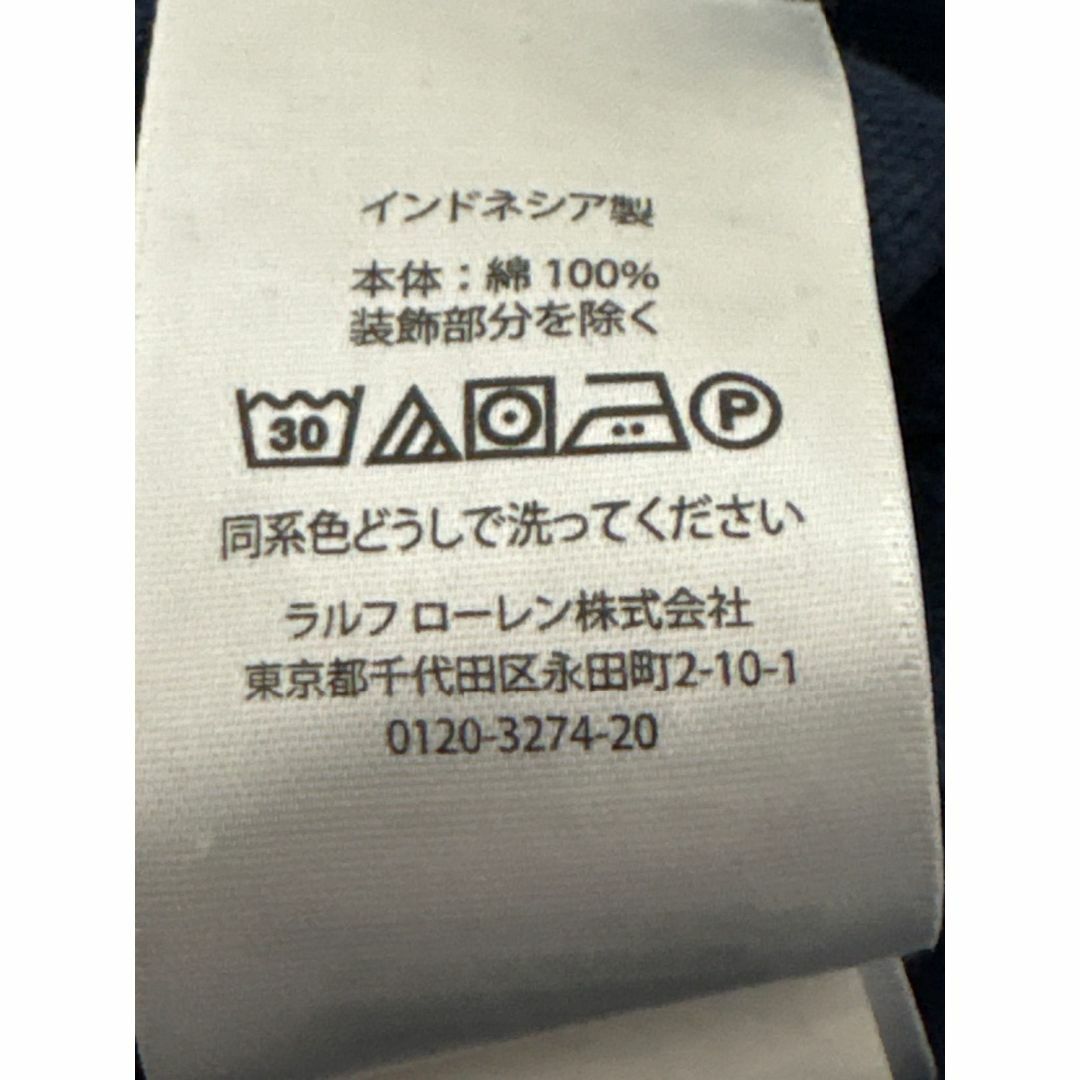 インドネシア製
本体：綿 100%
装飾部分を除く
30 P
同系色どうしで洗ってください
ラルフ ローレン株式会社
東京都千代田区永田町2-10-1
0120-3274-20